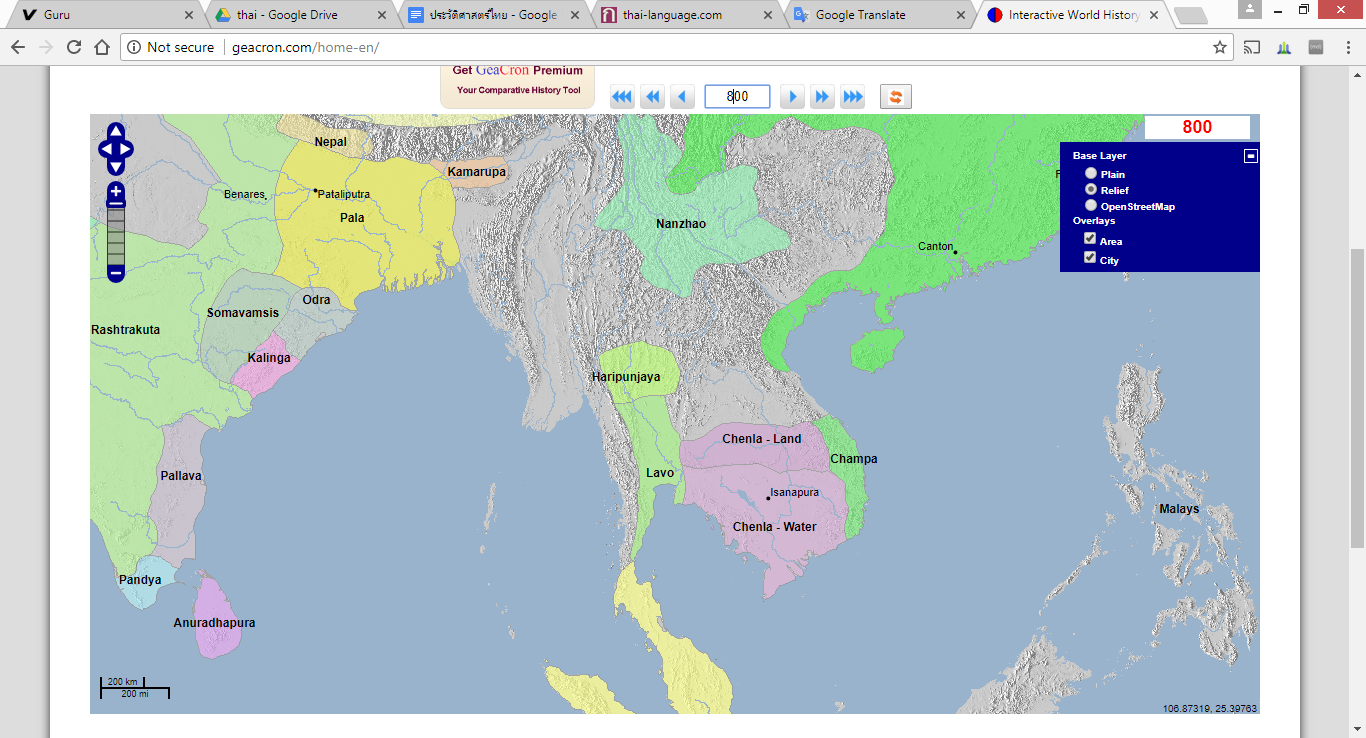 Guru
thai - Google Drive
ประวัติศาสตร์ไทย - Google
thai-language.com
Google Translate
Interactive World History
Not secure
geacron.com/home-en/
Get GeaCron Premium
Your Comparative History Tool
800
800
Base Layer
Plain
Relief
OpenStreetMap
Overlays
Area
City
Nepal
Kamarupa
Benares
Pataliputra
Pala
Nanzhao
Canton
Odra
Somavamsis
Rashtrakuta
Kalinga
Haripunjaya
Chenla - Land
Champa
Pallava
Lavo
Isanapura
Malays
Chenla - Water
Pandya
Anuradhapura
200 km
200 mi
106.87319, 25.39763